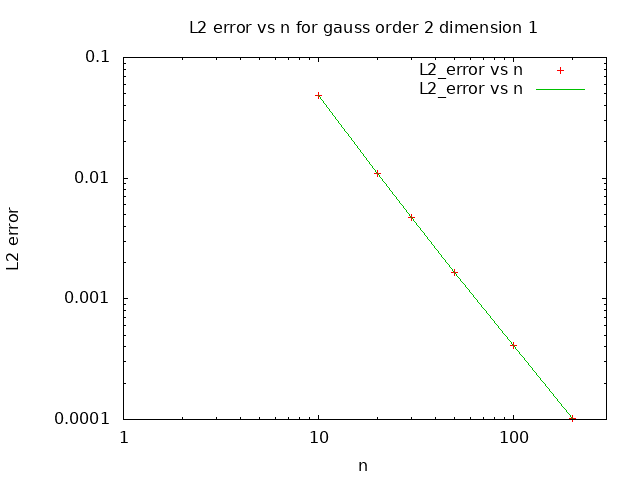 L2 error vs n for gauss order 2 dimension 1
0.1
L2_error vs n
L2_error vs n
0.01
L2 error
0.001
0.0001
1
10
100
n